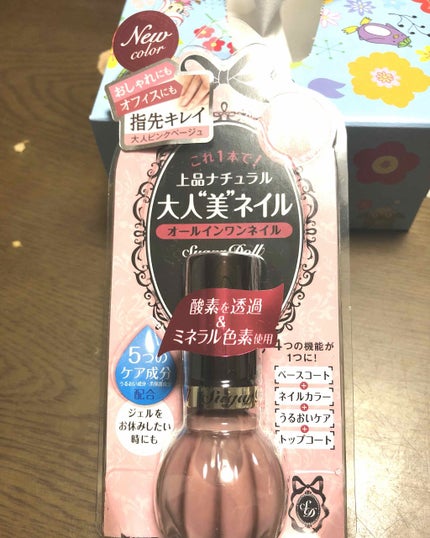 New
color
おしゃれにも
オフィスにも
指先キレイ
大人ピンクベージュ
これ1本で!
上品ナチュラル
大人“美”ネイル
オールインワンネイル
Sugar Doll
酸素を透過
&
ミネラル色素使用
5つの
ケア成分
配合
ジェルを
お休みしたい
時にも
4つの機能が
1つに!
ベースコート
+
ネイルカラー
+
うるおいケア
+
トップコート
Sugar
SD